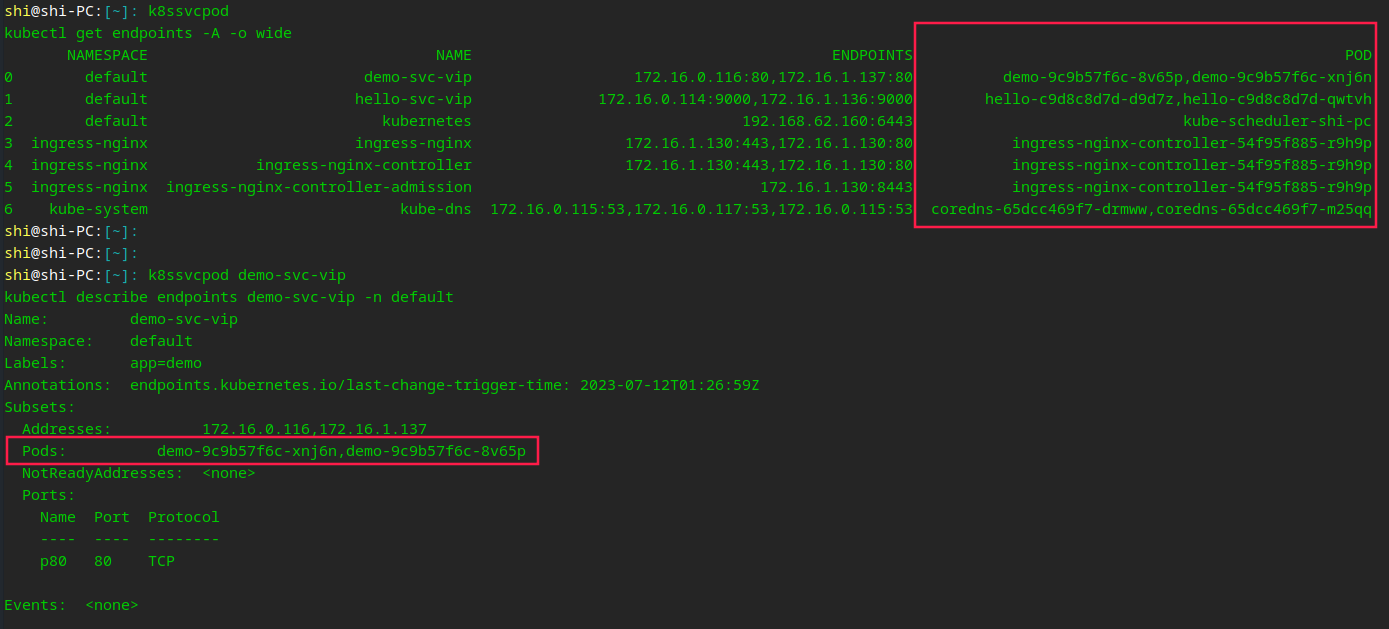 shi@shi-PC:[~]: k8ssvcpod
kubectl get endpoints -A -o wide
NAMESPACE NAME ENDPOINTS POD
0 default demo-svc-vip 172.16.0.116:80,172.16.1.137:80 demo-9c9b57f6c-8v65p,demo-9c9b57f6c-xnj6n
1 default hello-svc-vip 172.16.0.114:9000,172.16.1.136:9000 hello-c9d8c8d7d-d9d7z,hello-c9d8c8d7d-qwtvh
2 default kubernetes 192.168.62.160:6443 kube-scheduler-shi-pc
3 ingress-nginx ingress-nginx 172.16.1.130:443,172.16.1.130:80 ingress-nginx-controller-54f95f885-r9h9p
4 ingress-nginx ingress-nginx-controller 172.16.1.130:443,172.16.1.130:80 ingress-nginx-controller-54f95f885-r9h9p
5 ingress-nginx ingress-nginx-controller-admission 172.16.1.130:8443 ingress-nginx-controller-54f95f885-r9h9p
6 kube-system kube-dns 172.16.0.115:53,172.16.0.117:53,172.16.0.115:53 coredns-65dcc469f7-drmww,coredns-65dcc469f7-m25qq
shi@shi-PC:[~]:
shi@shi-PC:[~]:
shi@shi-PC:[~]: k8ssvcpod demo-svc-vip
kubectl describe endpoints demo-svc-vip -n default
Name: demo-svc-vip
Namespace: default
Labels: app=demo
Annotations: endpoints.kubernetes.io/last-change-trigger-time: 2023-07-12T01:26:59Z
Subsets:
Addresses: 172.16.0.116,172.16.1.137
Pods: demo-9c9b57f6c-xnj6n,demo-9c9b57f6c-8v65p
NotReadyAddresses: <none>
Ports:
Name Port Protocol
---- ---- --------
p80 80 TCP
Events: <none>